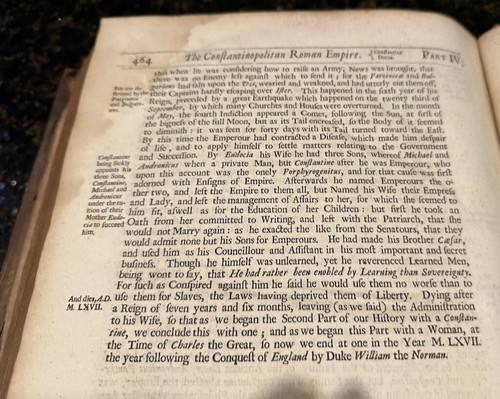 464 The Constantinopolitan Roman Empire. { Constantine Ducas. PART IV.
that when he was considering how to raise an Army, News was brought, that
there was no Enemy left against which to send it; for the Patzinacæ and Bul-
garians had falln upon the Uzæ, wearied and weakned, and had utterly cut them off,
their Captains hardly escaping over Ister. This happened in the sixth year of his
Reign, preceded by a great Earthquake which happened on the twenty third of
September, by which many Churches and Houses were overturned. In the month
of May, the fourth Indiction appeared a Comet, following the Sun, at first of
the bigness of the full Moon, but as its Tail encreased, so the Body of it seemed
to diminish: it was seen for forty days with its Tail turned toward the East.
By this time the Emperour had contracted a Disease, which made him despair
of life, and to apply himself to settle matters relating to the Government
and Succession. By Eudocia his Wife he had three Sons, whereof Michael and
Andronicus when a private Man, but Constantine after he was Emperour, who
upon this account was the onely Porphyrogenitus, and for that cause was first
adorned with Ensigns of Empire. Afterwards he named Emperours the o-
ther two, and left the Empire to them all, but Named his Wife their Empress
and Lady, and left the management of Affairs to her, for which she seemed to
him fit, aswell as for the Education of her Children: but first he took an
Oath from her committed to Writing, and left with the Patriarch, that she
would not Marry again: as he exacted the like from the Senatours, that they
would admit none but his Sons for Emperours. He had made his Brother Cæsar,
and used him as his Councillour and Assistant in his most important and secret
business. Though he himself was unlearned, yet he reverenced Learned Men,
being wont to say, that He had rather been enobled by Learning than Sovereignty.
For such as Conspired against him he said he would use them no worse than to
use them for Slaves, the Laws having deprived them of Liberty. Dying after
a Reign of seven years and six months, leaving (as we said) the Administration
to his Wife, so that as we began the Second Part of our History with a Constan-
tine, we conclude this with one; and as we began this Part with a Woman, at
the Time of Charles the Great, so now we end at one in the Year M. LXVII.
the year following the Conquest of England by Duke William the Norman.
Constantine
being sickly
appoints his
three Sons,
Constantine,
Michael and
Andronicus
under the tu-
ition of their
Mother Eudo-
cia to succeed
him.
And dies, A.D.
M. LXVII.